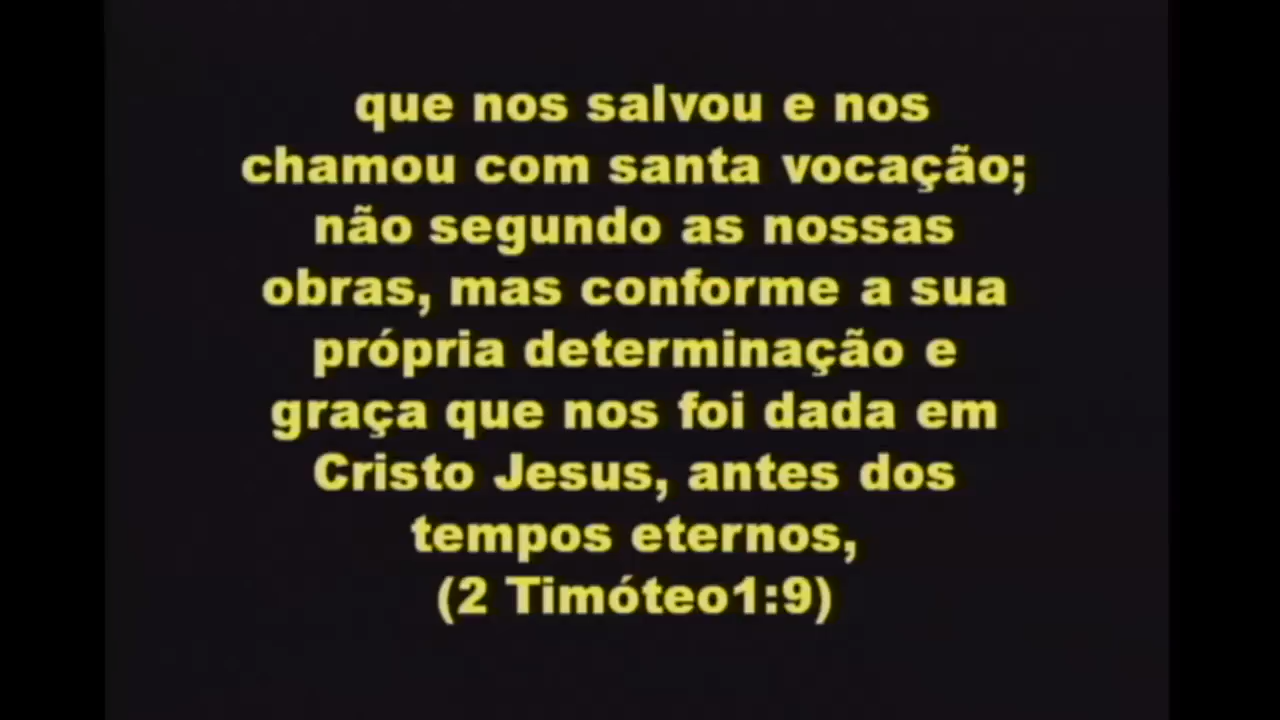 que nos salvou e nos
chamou com santa vocação;
não segundo as nossas
obras, mas conforme a sua
própria determinação e
graça que nos foi dada em
Cristo Jesus, antes dos
tempos eternos,
(2 Timóteo1:9)